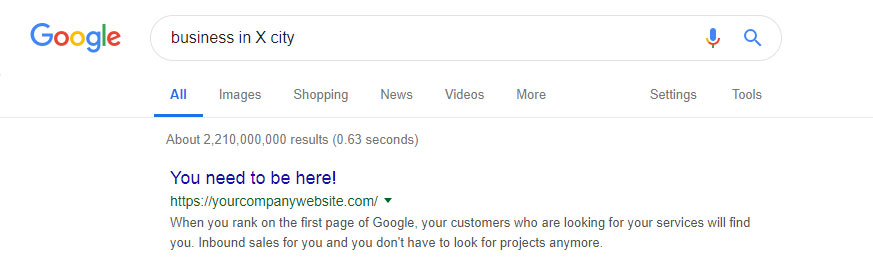 Google
business in X city
All Images Shopping News Videos More Settings Tools
About 2,210,000,000 results (0.63 seconds)
You need to be here!
https://yourcompanywebsite.com/
When you rank on the first page of Google, your customers who are looking for your services will find
you. Inbound sales for you and you don't have to look for projects anymore.